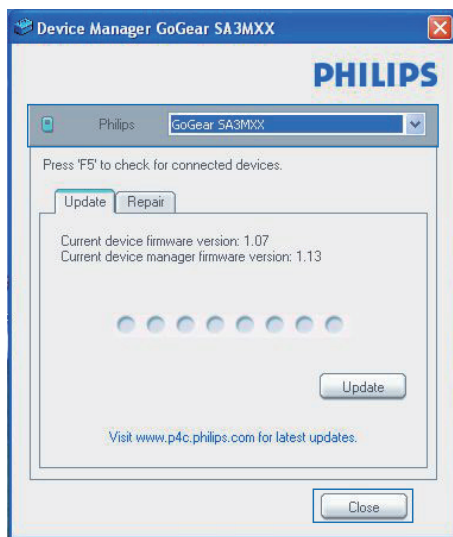 Device Manager GoGear SA3MXX
PHILIPS
Philips GoGear SA3MXX
Press 'F5' to check for connected devices.
Update Repair
Current device firmware version: 1.07
Current device manager firmware version: 1.13
Update
Visit www.p4c.philips.com for latest updates.
Close